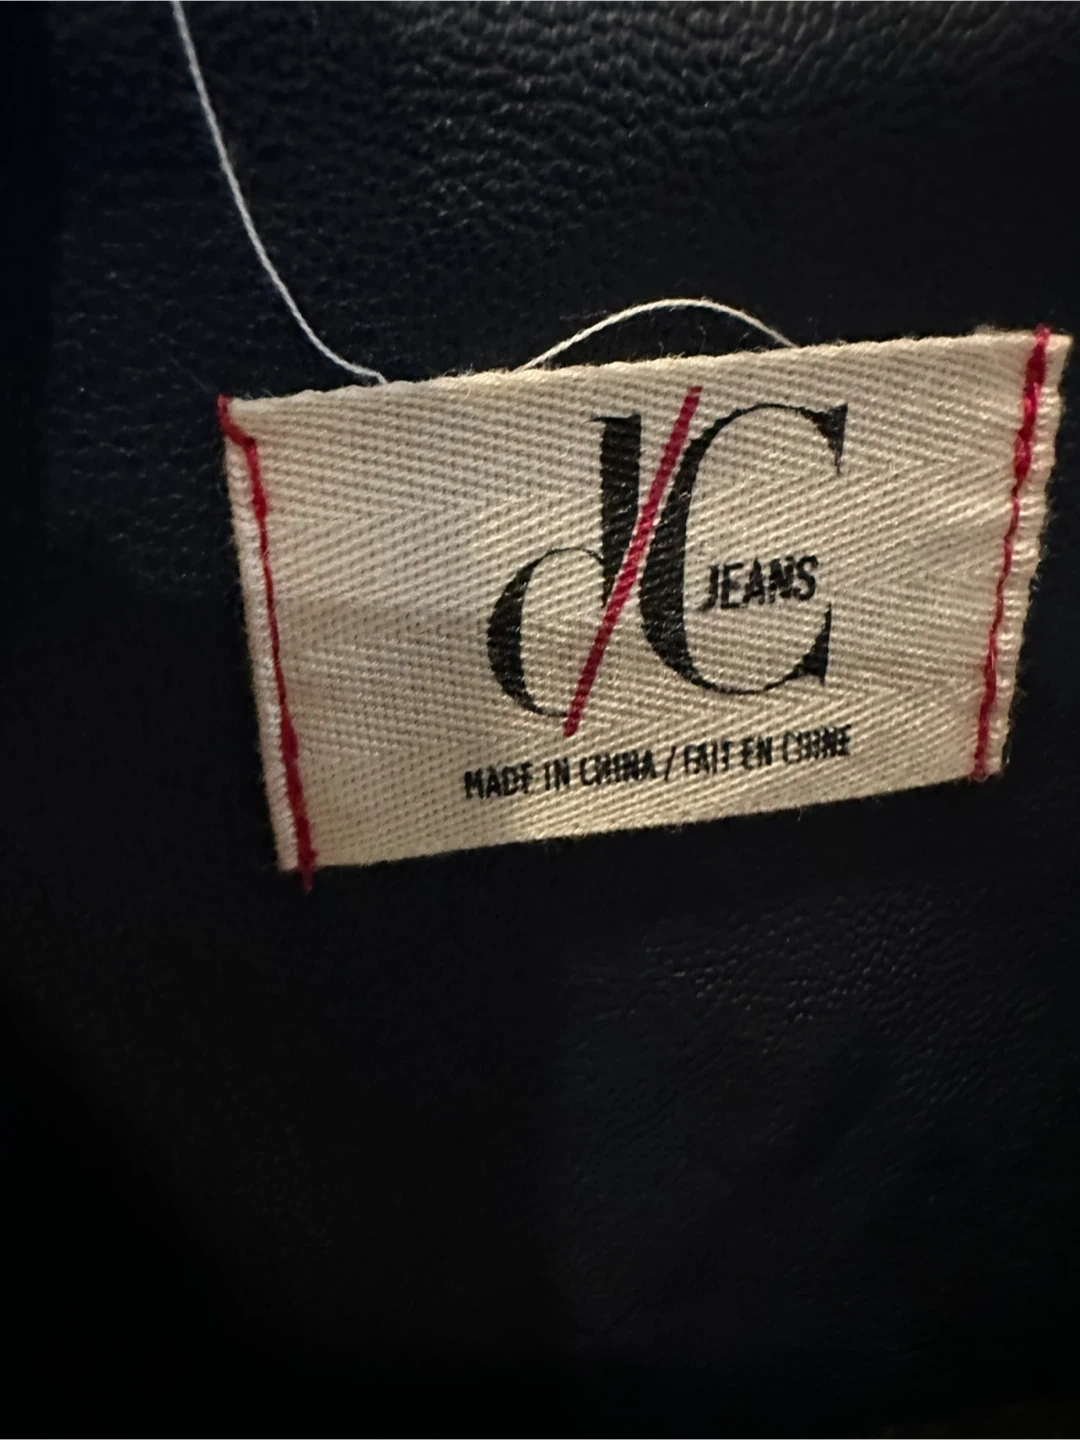 d/C
JEANS
MADE IN CHINA / FAIT EN CHINE